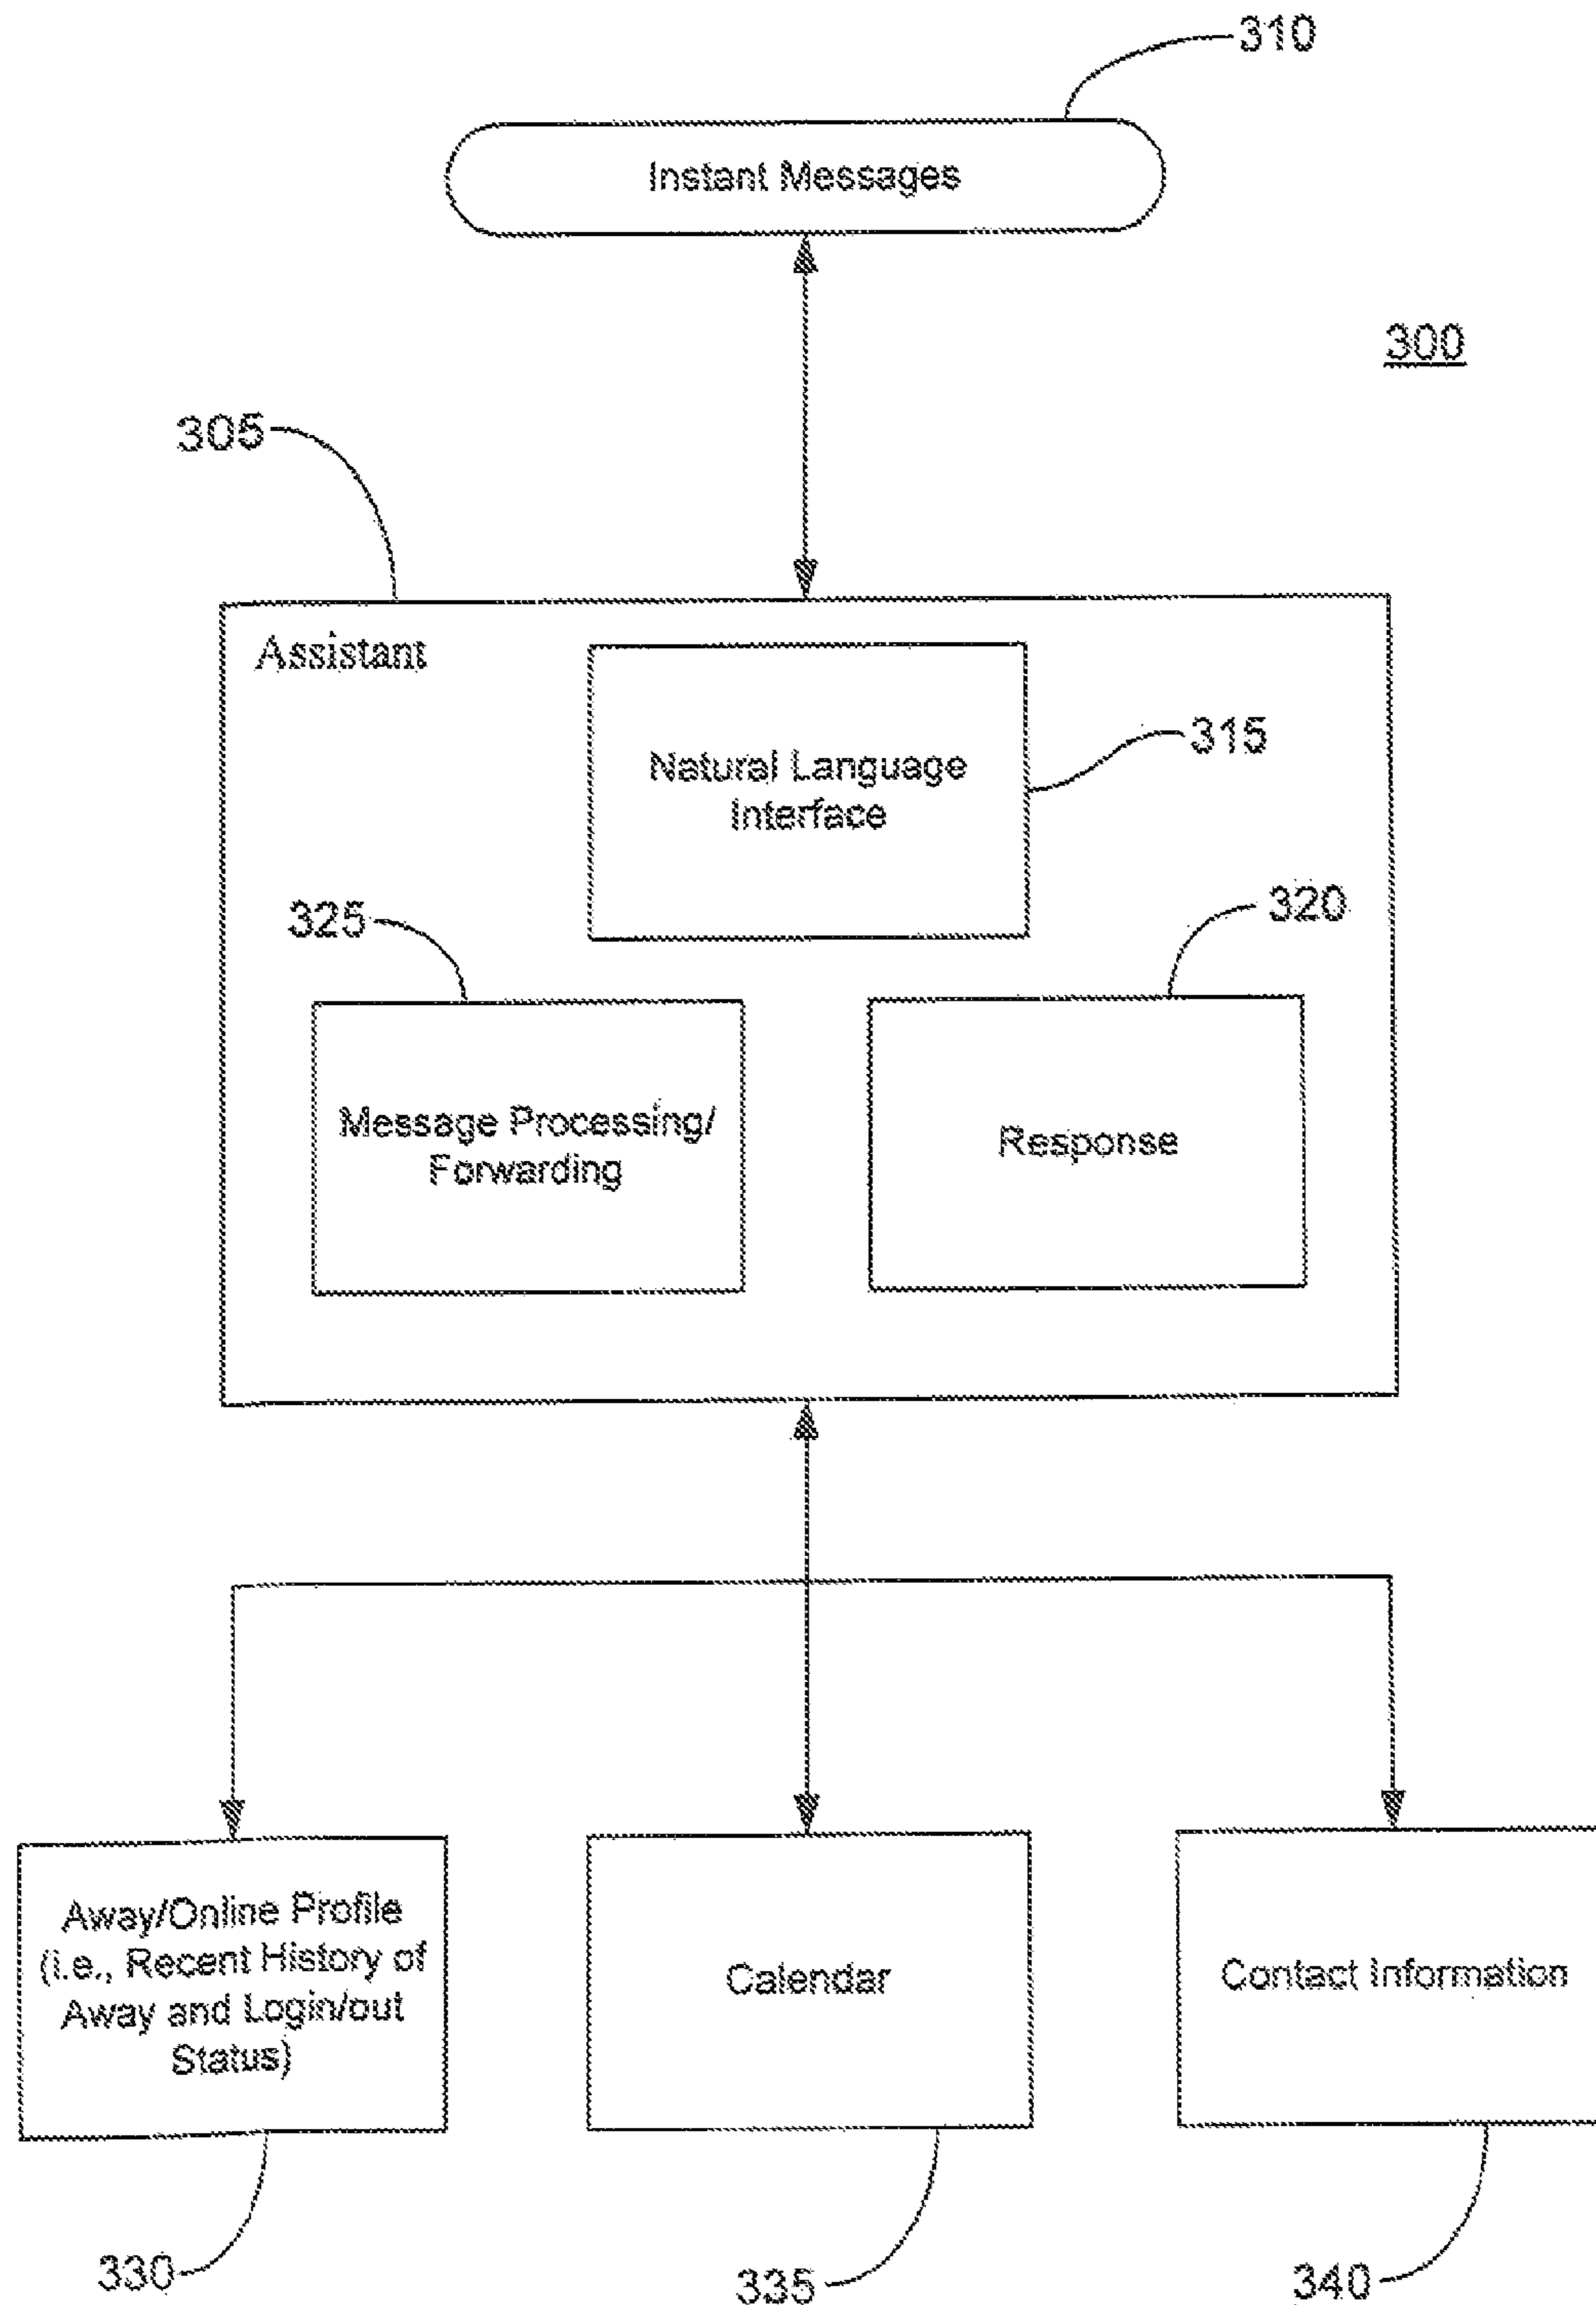 310
Instant Messages
300
305
Assistant
Natural Language
Interface
315
325
320
Message Processing/
Forwarding
Response
Away/Online Profile
(i.e., Recent History of
Away and Login/out
Status)
Calendar
Contact Information
330
335
340